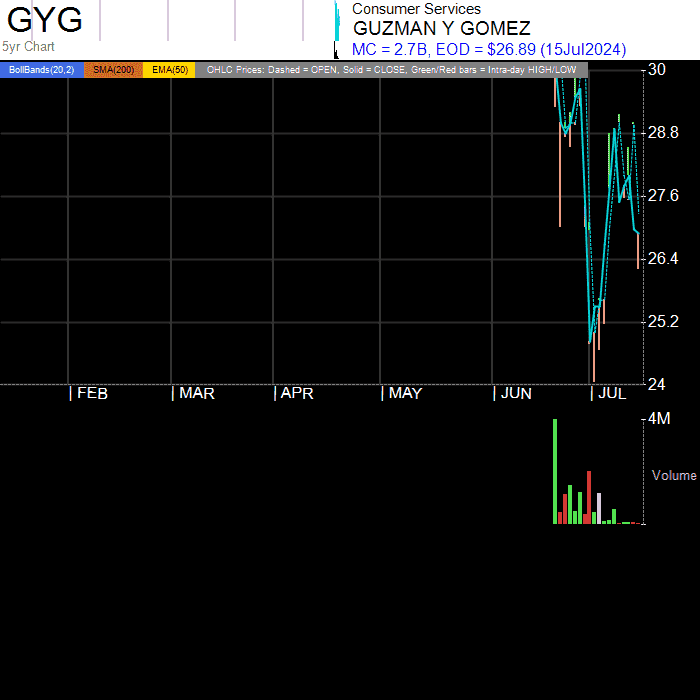 GYG
Consumer Services
GUZMAN Y GOMEZ
5yr Chart
MC = 2.7B, EOD = $26.89 (15Jul2024)
BollBands(20,2) SMA(200) EMA(50) OHLC Prices: Dashed = OPEN, Solid = CLOSE, Green/Red bars = Intra-day HIGH/LOW
30
28.8
27.6
26.4
25.2
24
| FEB | MAR | APR | MAY | JUN | JUL
4M
Volume